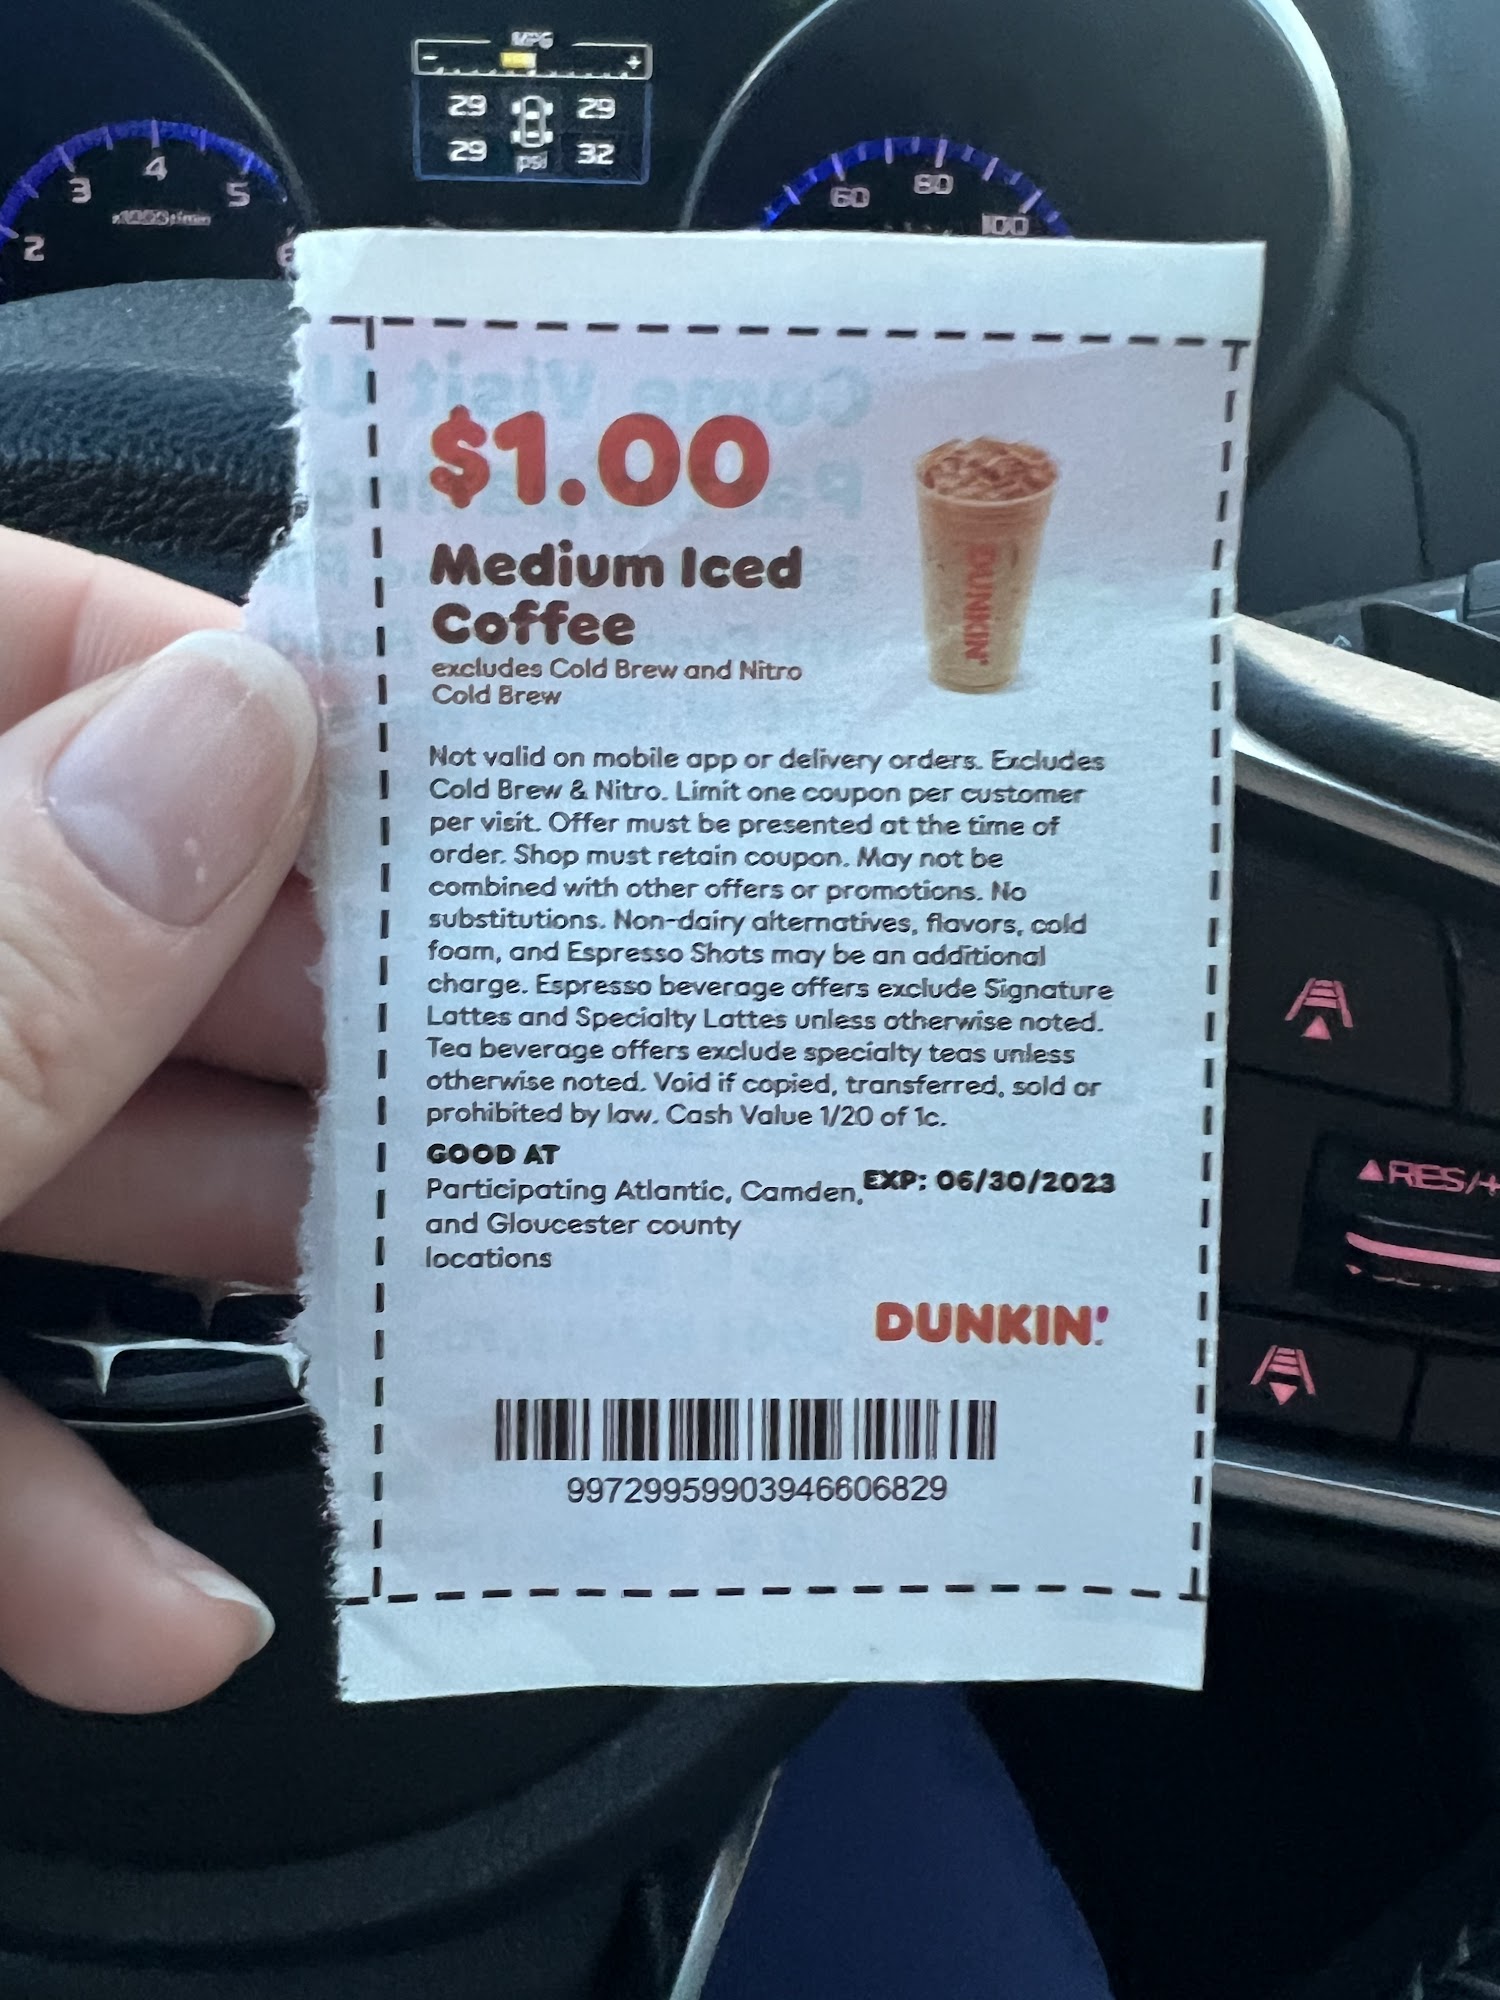 MPG
- +
29 29
29 psi 32
2 3 4 5 6
60 80 100
$1.00
Medium Iced
Coffee
excludes Cold Brew and Nitro
Cold Brew
DUNKIN'
Not valid on mobile app or delivery orders. Excludes
Cold Brew & Nitro. Limit one coupon per customer
per visit. Offer must be presented at the time of
order. Shop must retain coupon. May not be
combined with other offers or promotions. No
substitutions. Non-dairy alternatives, flavors, cold
foam, and Espresso Shots may be an additional
charge. Espresso beverage offers exclude Signature
Lattes and Specialty Lattes unless otherwise noted.
Tea beverage offers exclude specialty teas unless
otherwise noted. Void if copied, transferred, sold or
prohibited by law. Cash Value 1/20 of 1c.
GOOD AT
Participating Atlantic, Camden,
and Gloucester county
locations
EXP: 06/30/2023
DUNKIN'
99729959903946606829
RES/+